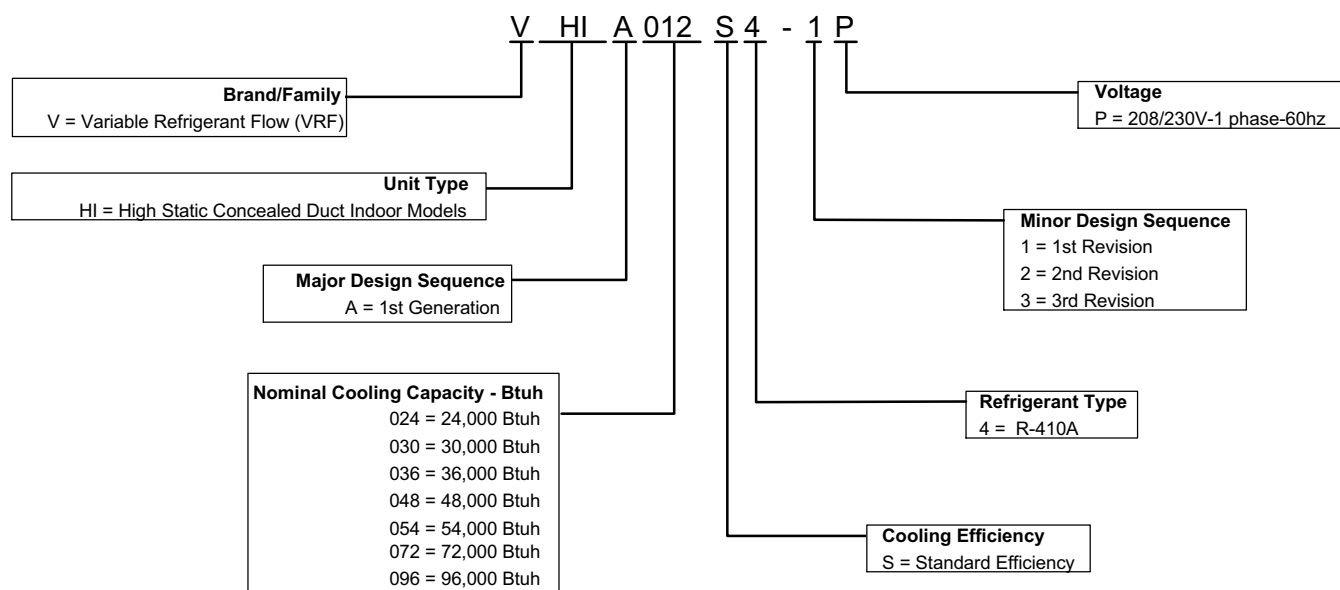 V HI A 012 S 4 - 1 P
Brand/Family
V = Variable Refrigerant Flow (VRF)
Voltage
P = 208/230V-1 phase-60hz
Unit Type
HI = High Static Concealed Duct Indoor Models
Minor Design Sequence
1 = 1st Revision
2 = 2nd Revision
3 = 3rd Revision
Major Design Sequence
A = 1st Generation
Nominal Cooling Capacity - Btuh
024 = 24,000 Btuh
030 = 30,000 Btuh
036 = 36,000 Btuh
048 = 48,000 Btuh
054 = 54,000 Btuh
072 = 72,000 Btuh
096 = 96,000 Btuh
Refrigerant Type
4 = R-410A
Cooling Efficiency
S = Standard Efficiency